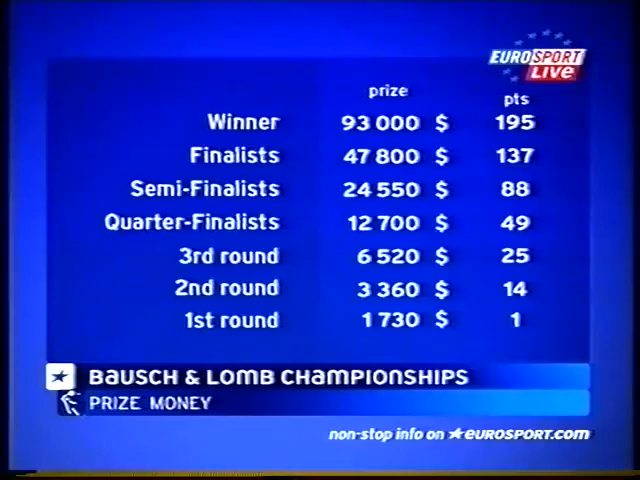 EUROSPORT
LIVE
prize pts
Winner 93 000 $ 195
Finalists 47 800 $ 137
Semi-Finalists 24 550 $ 88
Quarter-Finalists 12 700 $ 49
3rd round 6 520 $ 25
2nd round 3 360 $ 14
1st round 1 730 $ 1
BAUSCH & LOMB CHAMPIONSHIPS
PRIZE MONEY
non-stop info on eurosport.com